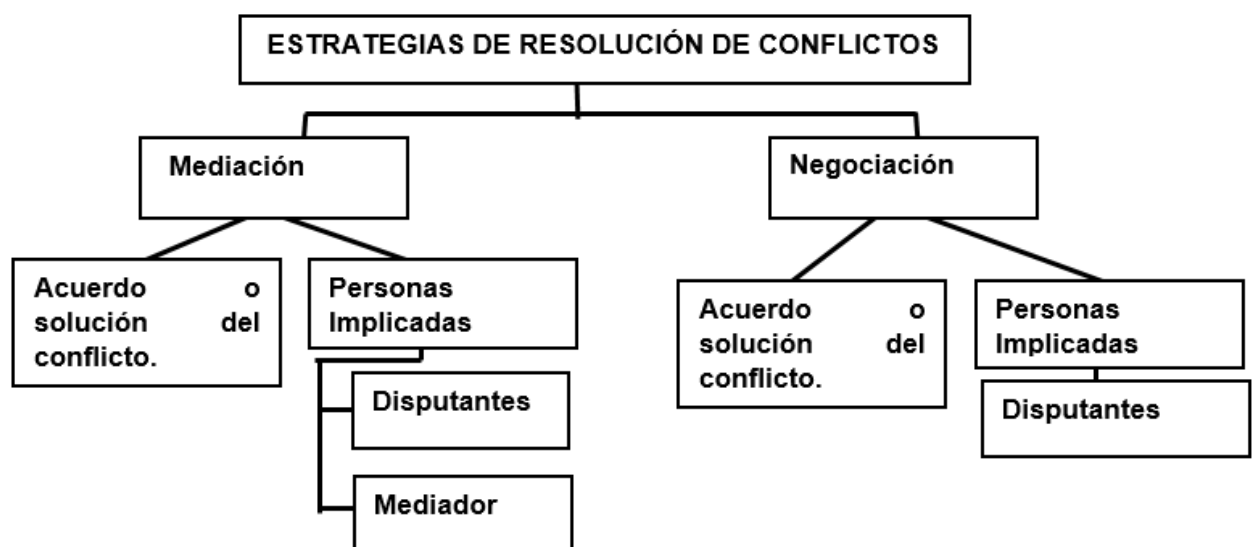 ESTRATEGIAS DE RESOLUCIÓN DE CONFLICTOS
Mediación
Negociación
Acuerdo o
solución del
conflicto.
Personas
Implicadas
Disputantes
Mediador
Acuerdo o
solución del
conflicto.
Personas
Implicadas
Disputantes